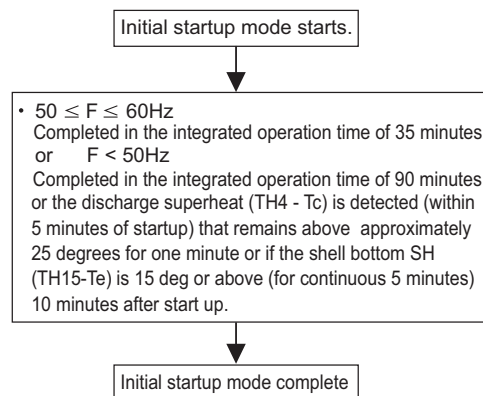 Initial startup mode starts.
· 50 ≤ F ≤ 60Hz
Completed in the integrated operation time of 35 minutes
or F < 50Hz
Completed in the integrated operation time of 90 minutes
or the discharge superheat (TH4 - Tc) is detected (within
5 minutes of startup) that remains above approximately
25 degrees for one minute or if the shell bottom SH
(TH15-Te) is 15 deg or above (for continuous 5 minutes)
10 minutes after start up.
Initial startup mode complete